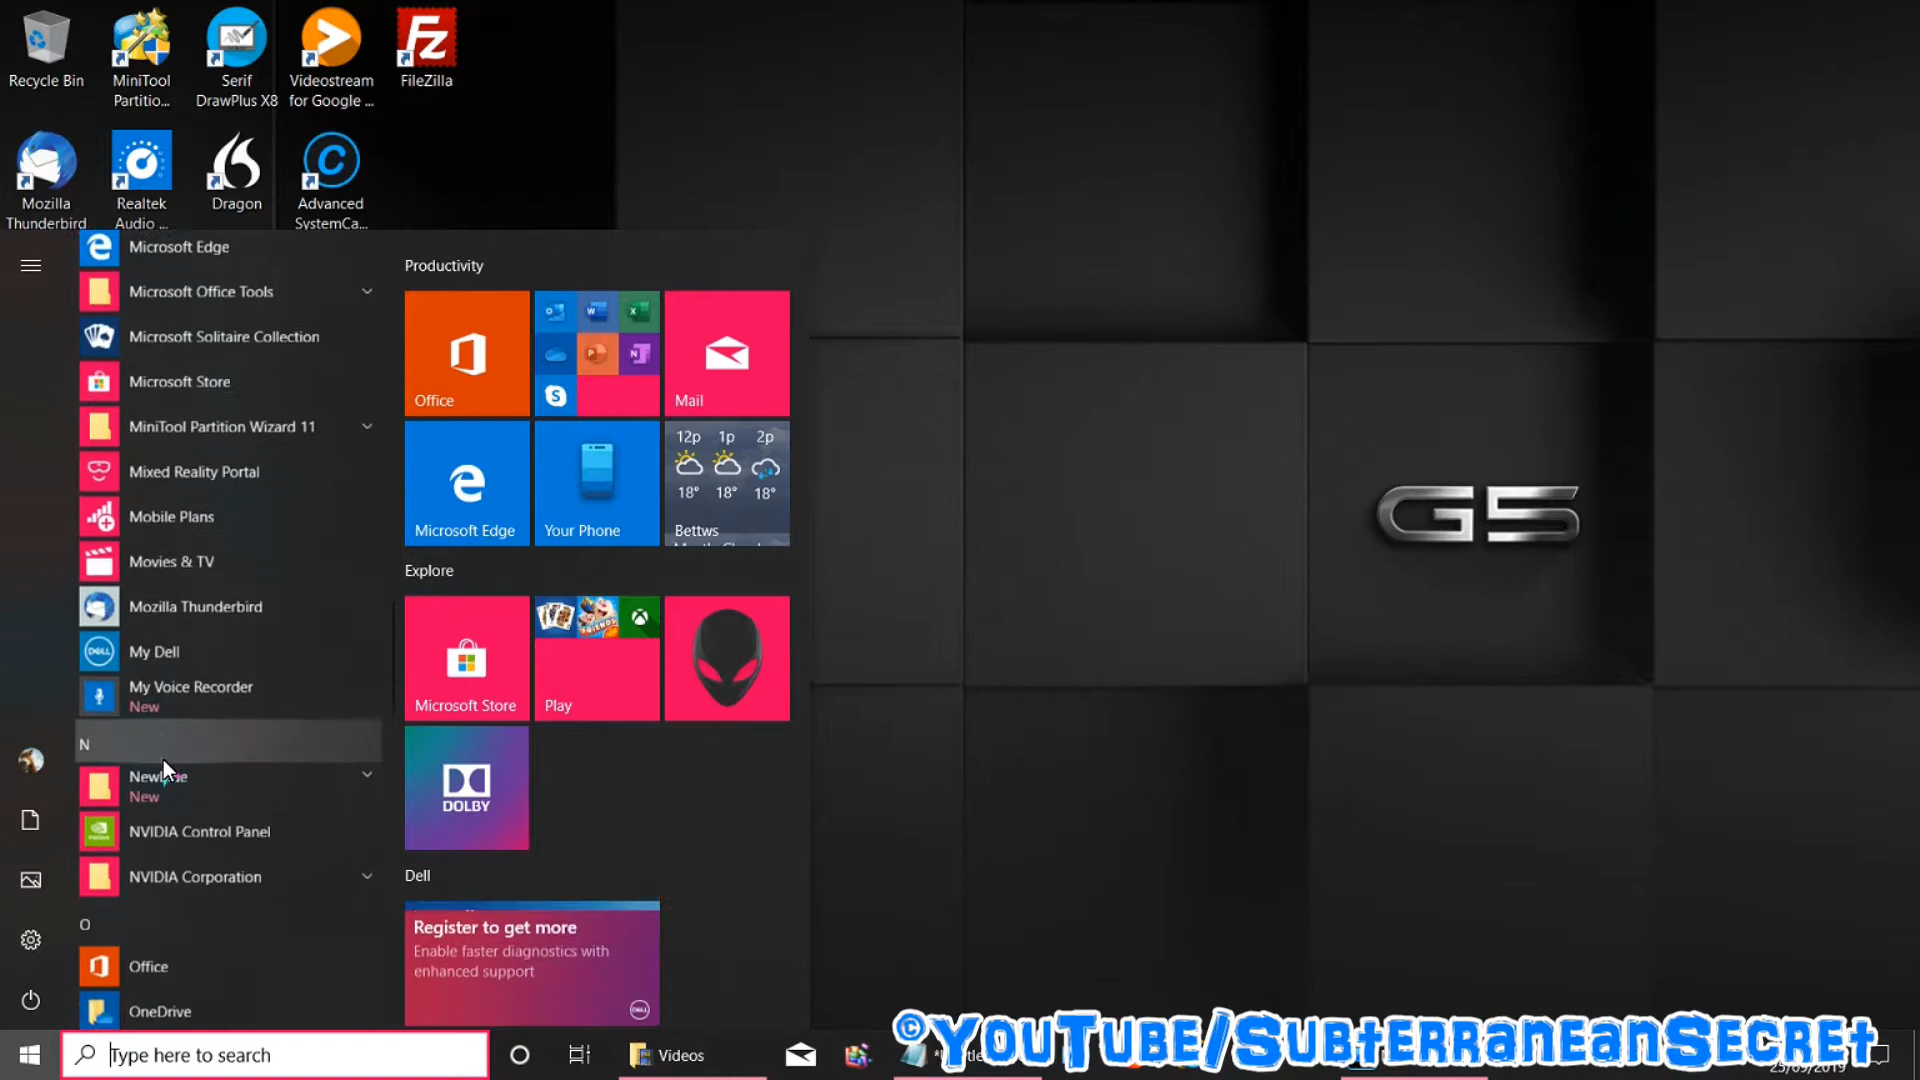 Recycle Bin
MiniTool
Partitio...
Serif
DrawPlus X8
Videostream
for Google ...
FileZilla
Mozilla
Thunderbird
Realtek
Audio ...
Dragon
Advanced
SystemCa...
Microsoft Edge
Microsoft Office Tools
Microsoft Solitaire Collection
Microsoft Store
MiniTool Partition Wizard 11
Mixed Reality Portal
Mobile Plans
Movies & TV
Mozilla Thunderbird
My Dell
My Voice Recorder
New
N
New
NVIDIA Control Panel
NVIDIA Corporation
O
Office
OneDrive
Productivity
Office
Mail
Microsoft Edge
Your Phone
12p 1p 2p
18° 18° 18°
Bettws
Explore
Microsoft Store
Play
DOLBY
Dell
Register to get more
Enable faster diagnostics with
enhanced support
DELL
G5
Type here to search
Videos
©YouTube/SubterraneanSecret